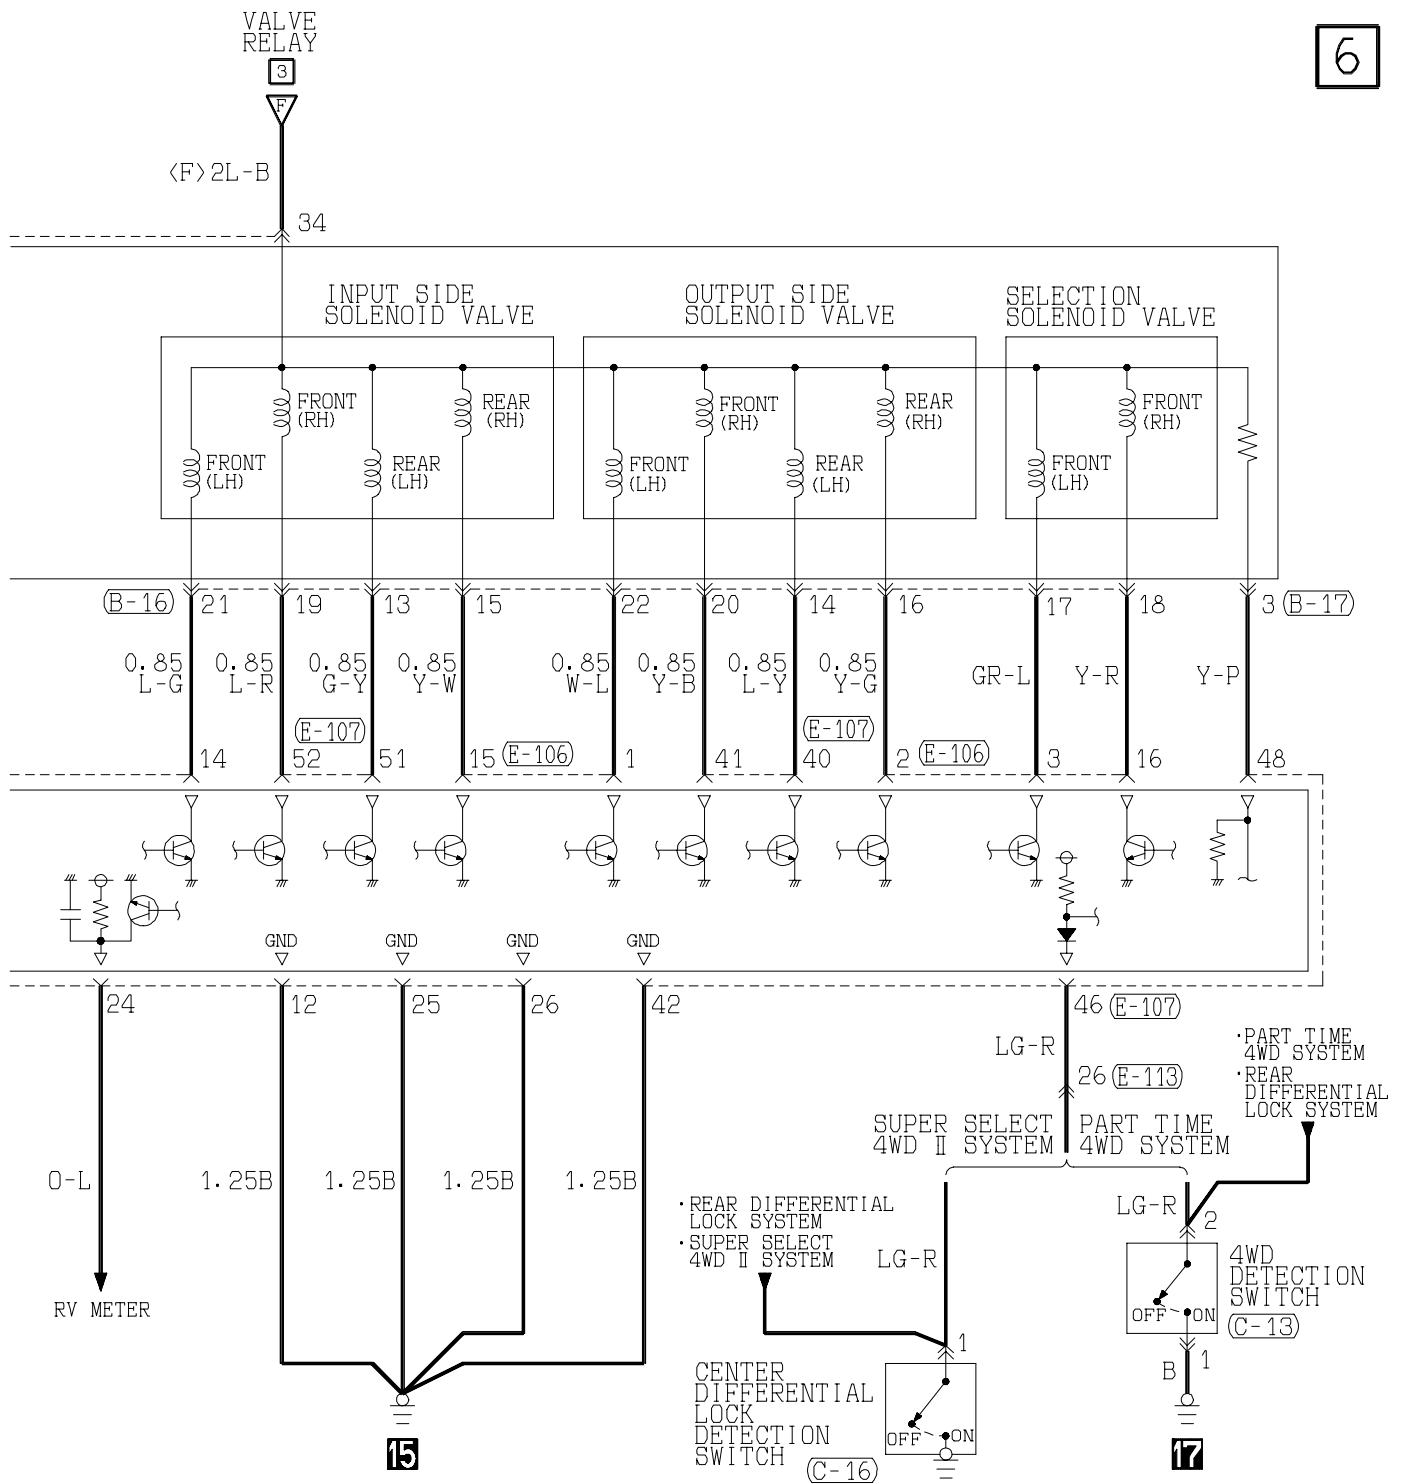 VALVE
RELAY
3
F
6
<F>2L-B
34
INPUT SIDE
SOLENOID VALVE
OUTPUT SIDE
SOLENOID VALVE
SELECTION
SOLENOID VALVE
FRONT
(LH)
FRONT
(RH)
REAR
(LH)
REAR
(RH)
FRONT
(LH)
FRONT
(RH)
REAR
(LH)
REAR
(RH)
FRONT
(LH)
FRONT
(RH)
B-16 21 19 13 15 22 20 14 16 17 18 3 B-17
0.85
L-G
0.85
L-R
0.85
G-Y
0.85
Y-W
0.85
W-L
0.85
Y-B
0.85
L-Y
0.85
Y-G
GR-L
Y-R
Y-P
E-107
E-107
14 52 51 15 E-106 1 41 40 2 E-106 3 16 48
GND GND GND GND
24 12 25 26 42 46 E-107
LG-R
26 E-113
·PART TIME
4WD SYSTEM
·REAR
DIFFERENTIAL
LOCK SYSTEM
SUPER SELECT
4WD II SYSTEM
PART TIME
4WD SYSTEM
O-L 1.25B 1.25B 1.25B 1.25B
·REAR DIFFERENTIAL
LOCK SYSTEM
·SUPER SELECT
4WD II SYSTEM
LG-R
LG-R
2
4WD
DETECTION
SWITCH
C-13
OFF ON
RV METER
1
B
1
CENTER
DIFFERENTIAL
LOCK
DETECTION
SWITCH
C-16
OFF ON
15
17